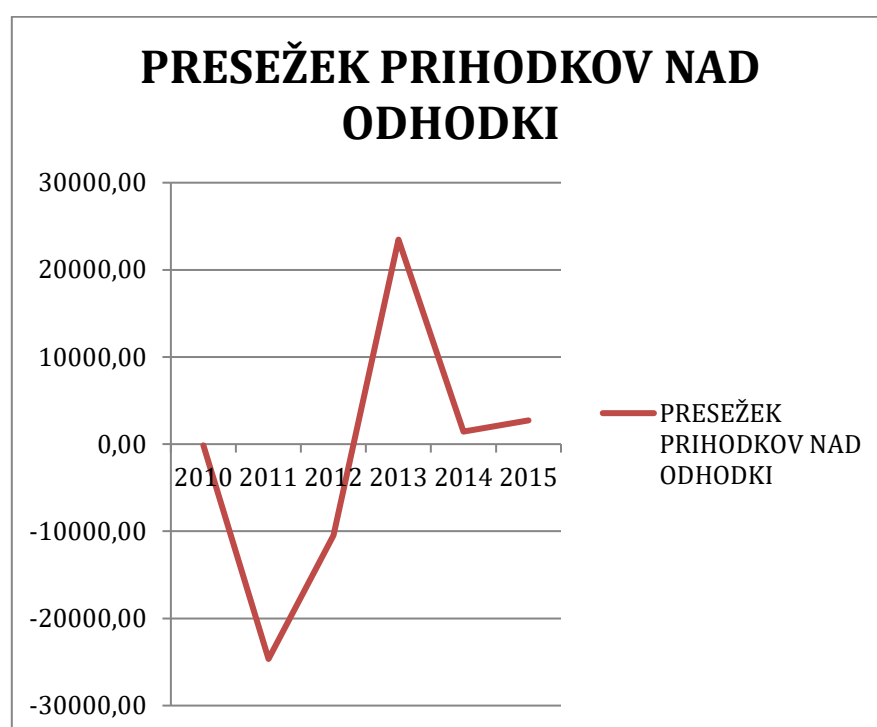 PRESEŽEK PRIHODKOV NAD
ODHODKI
30000,00
20000,00
10000,00
0,00
2010 2011 2012 2013 2014 2015
-10000,00
-20000,00
-30000,00
PRESEŽEK
PRIHODKOV NAD
ODHODKI